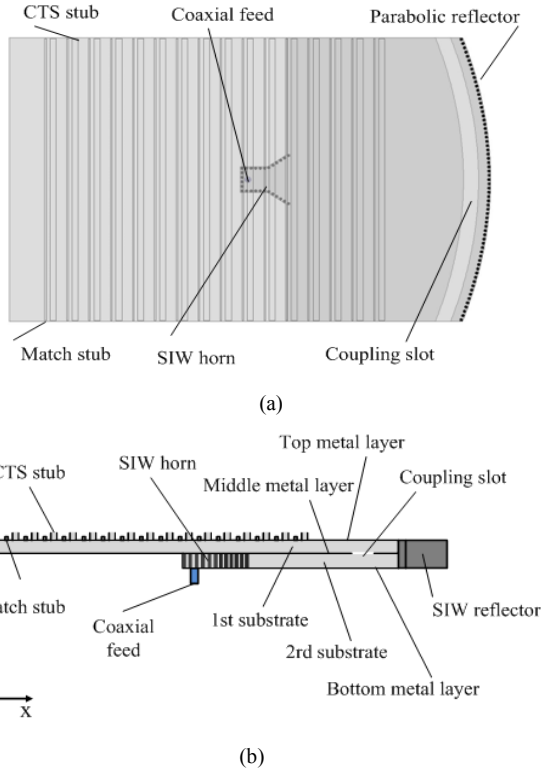 CTS stub
Coaxial feed
Parabolic reflector
Match stub
SIW horn
Coupling slot
(a)
Top metal layer
SIW horn
Coupling slot
CTS stub
Middle metal layer
atch stub
Coaxial
feed
1st substrate
SIW reflector
2rd substrate
Bottom metal layer
X
(b)